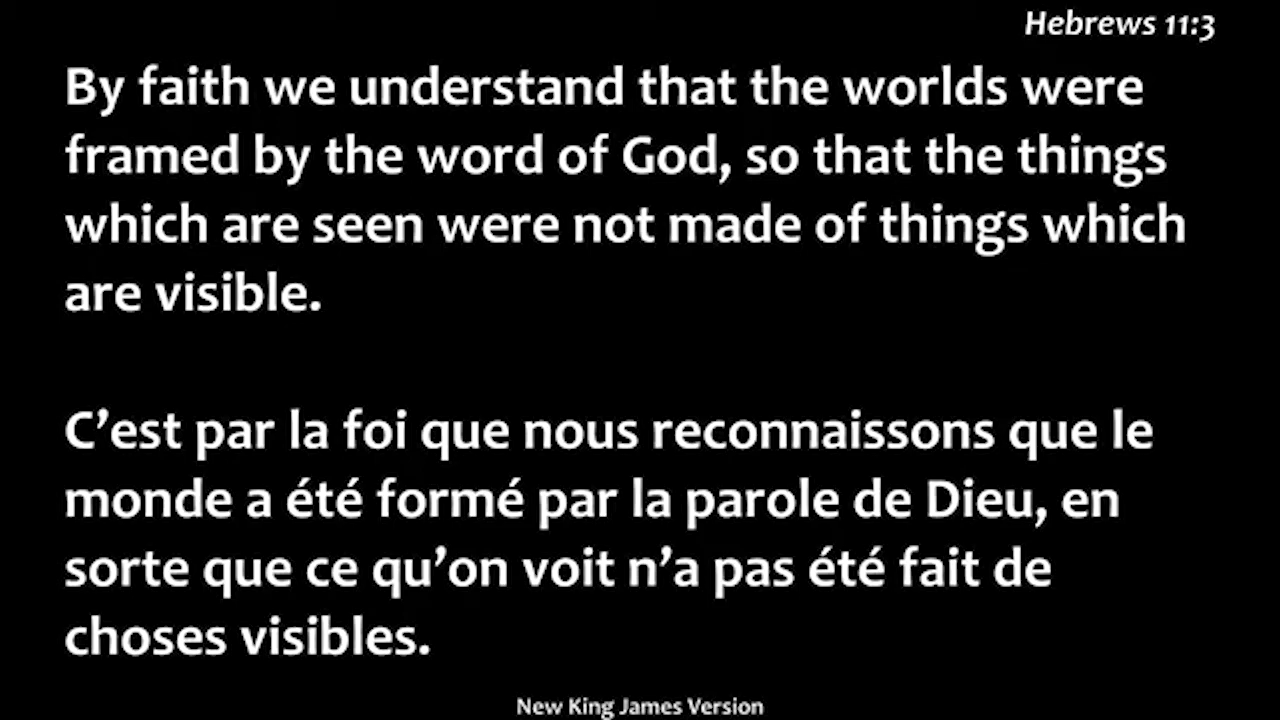 Hebrews 11:3
By faith we understand that the worlds were
framed by the word of God, so that the things
which are seen were not made of things which
are visible.
C’est par la foi que nous reconnaissons que le
monde a été formé par la parole de Dieu, en
sorte que ce qu’on voit n’a pas été fait de
choses visibles.
New King James Version